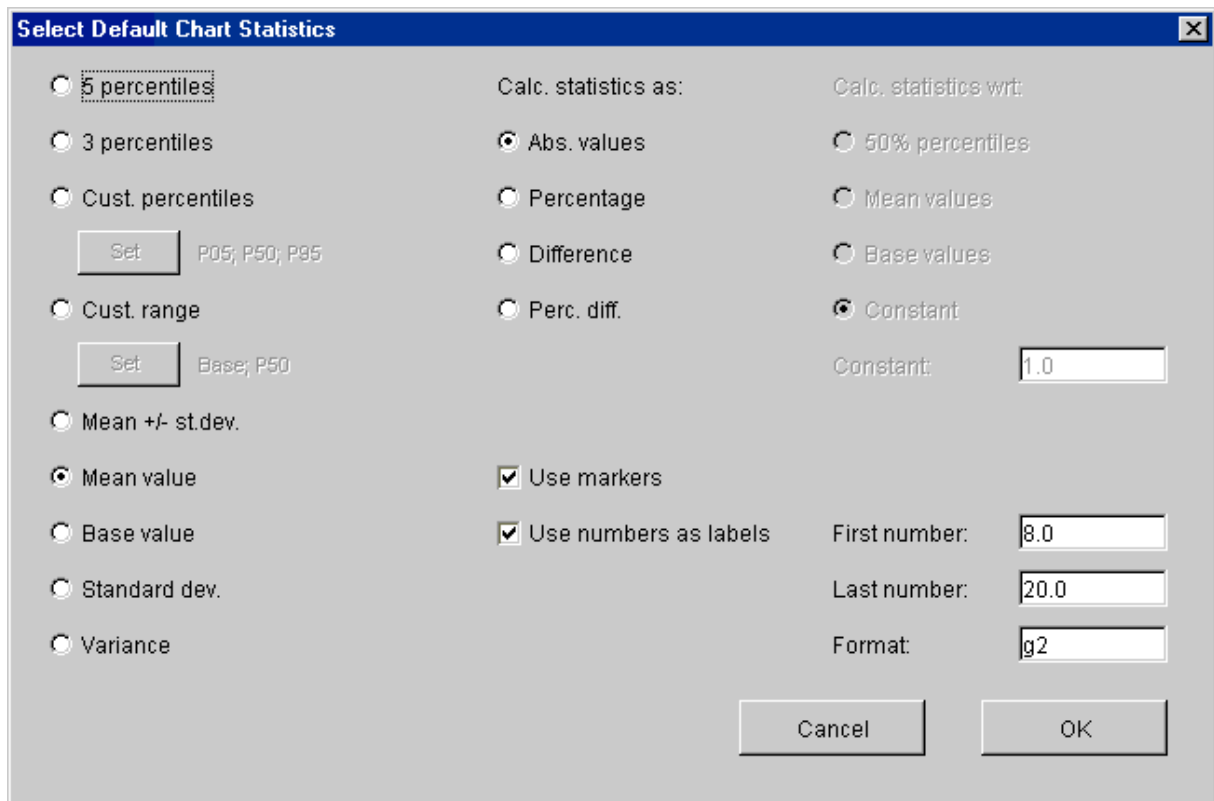 Select Default Chart Statistics
5 percentiles Calc. statistics as: Calc. statistics wrt:
3 percentiles Abs. values 50% percentiles
Cust. percentiles Percentage Mean values
Set P05; P50; P95 Difference Base values
Cust. range Perc. diff. Constant
Set Base; P50 Constant: 1.0
Mean +/- st.dev.
Mean value Use markers
Base value Use numbers as labels First number: 8.0
Standard dev. Last number: 20.0
Variance Format: g2
Cancel OK